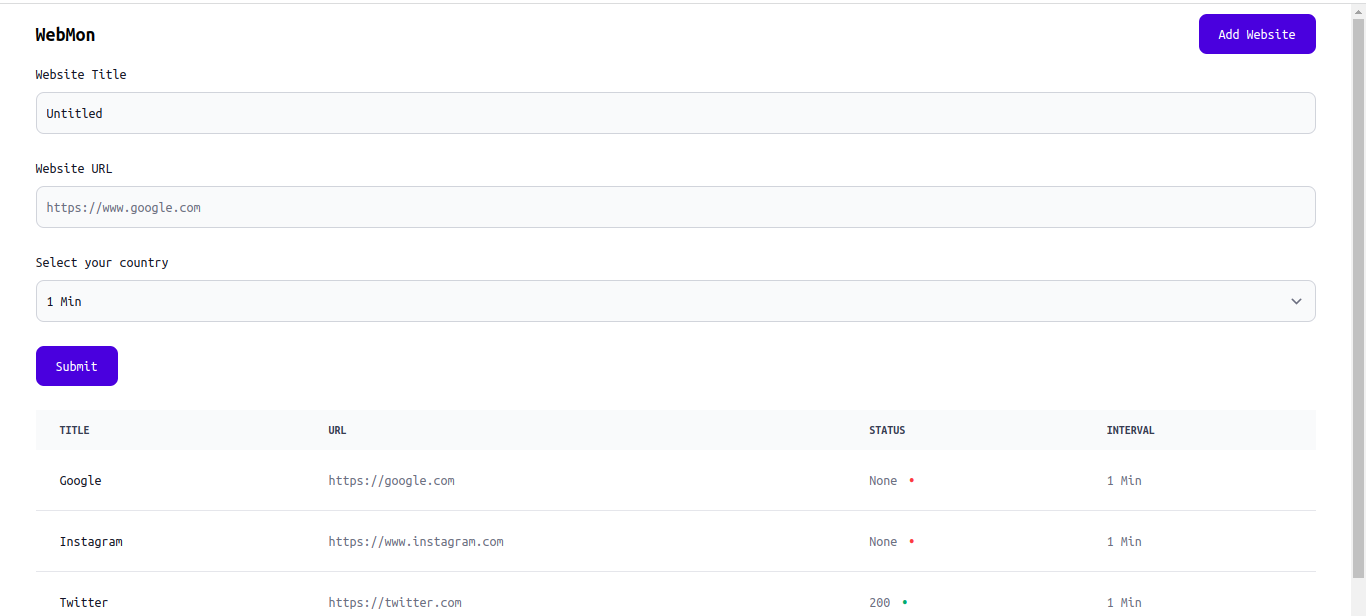 WebMon Add Website
Website Title
Untitled
Website URL
https://www.google.com
Select your country
1 Min
Submit
TITLE URL STATUS INTERVAL
Google https://google.com None 1 Min
Instagram https://www.instagram.com None 1 Min
Twitter https://twitter.com 200 1 Min